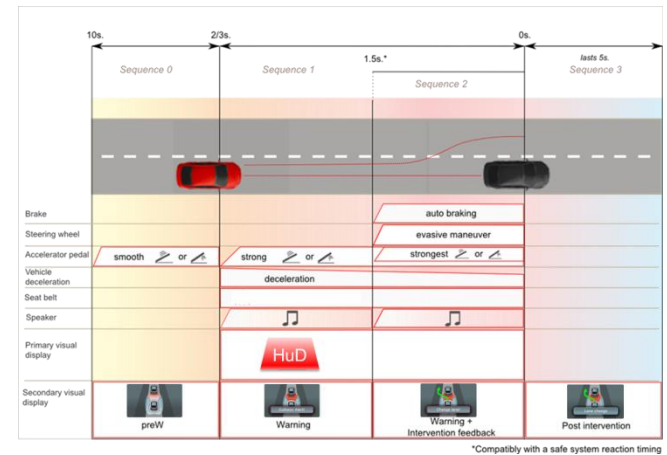 10s.
2/3s.
0s.
1.5s.*
lasts 5s.
Sequence 0
Sequence 1
Sequence 2
Sequence 3
Brake
auto braking
Steering wheel
evasive maneuver
Accelerator pedal
smooth or
strong or
strongest or
Vehicle
deceleration
deceleration
Seat belt
Speaker
Primary visual
display
HuD
Secondary visual
display
preW
Warning
Warning +
Intervention feedback
Post intervention
*Compatibly with a safe system reaction timing